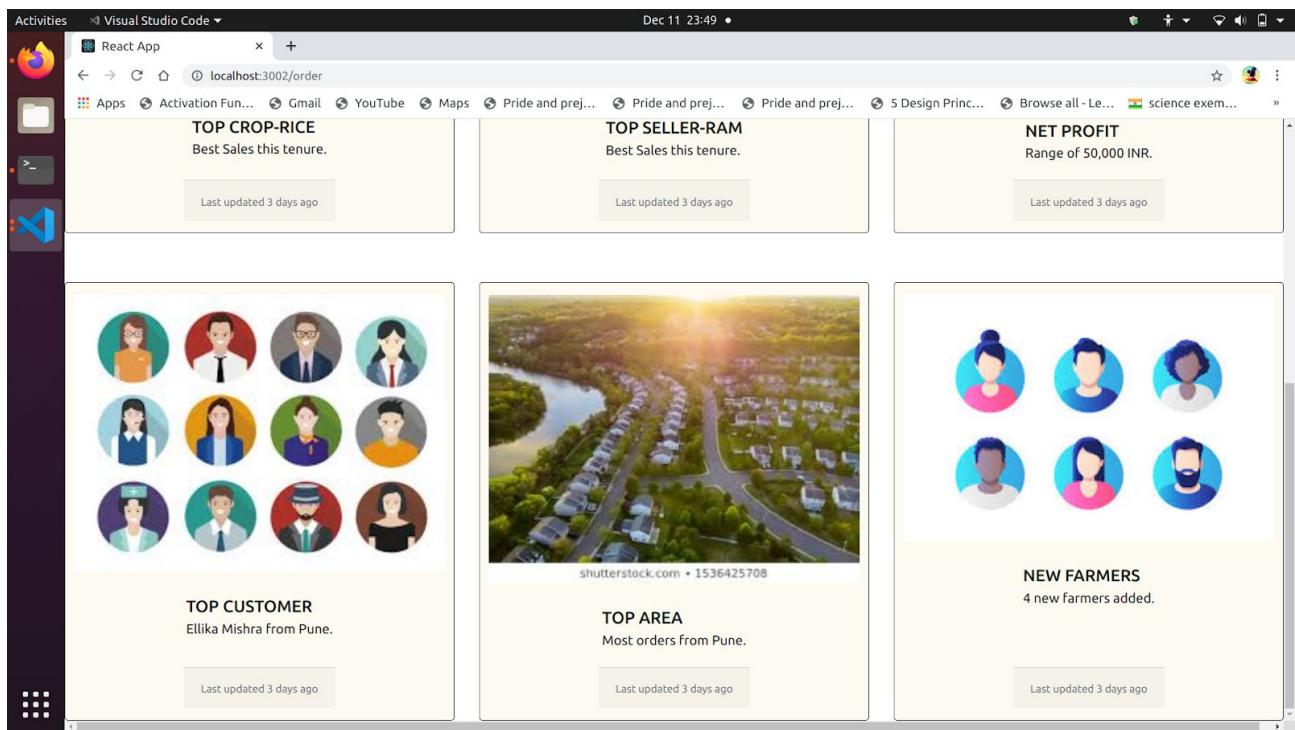 Activities
Visual Studio Code
Dec 11 23:49
React App
localhost:3002/order
Apps
Activation Fun...
Gmail
YouTube
Maps
Pride and prej...
Pride and prej...
Pride and prej...
5 Design Princ...
Browse all - Le...
science exem...
»
TOP CROP-RICE
Best Sales this tenure.
Last updated 3 days ago
TOP SELLER-RAM
Best Sales this tenure.
Last updated 3 days ago
NET PROFIT
Range of 50,000 INR.
Last updated 3 days ago
TOP CUSTOMER
Ellika Mishra from Pune.
Last updated 3 days ago
shutterstock.com • 1536425708
TOP AREA
Most orders from Pune.
Last updated 3 days ago
NEW FARMERS
4 new farmers added.
Last updated 3 days ago